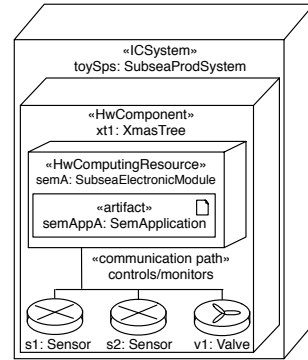 «ICSystem»
toySps: SubseaProdSystem
«HwComponent»
xt1: XmasTree
«HwComputingResource»
semA: SubseaElectronicModule
«artifact»
semAppA: SemApplication
«communication path»
controls/monitors
s1: Sensor s2: Sensor v1: Valve